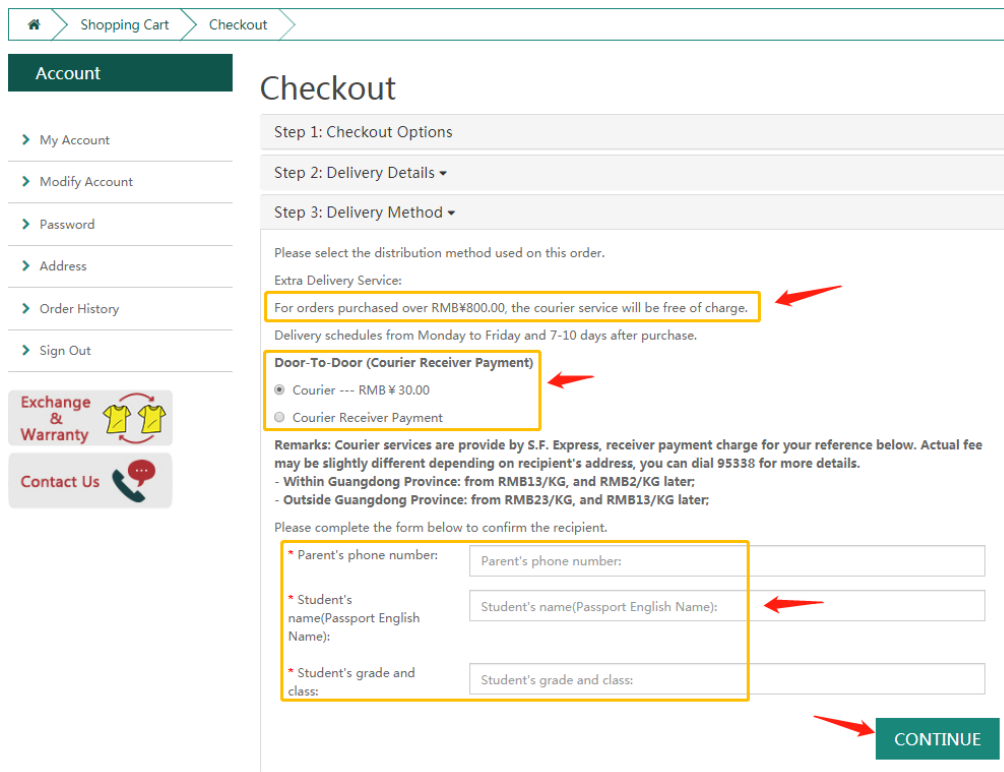 Shopping Cart
Checkout
Account
My Account
Modify Account
Password
Address
Order History
Sign Out
Exchange
&
Warranty
Contact Us
Checkout
Step 1: Checkout Options
Step 2: Delivery Details
Step 3: Delivery Method
Please select the distribution method used on this order.
Extra Delivery Service:
For orders purchased over RMB¥800.00, the courier service will be free of charge.
Delivery schedules from Monday to Friday and 7-10 days after purchase.
Door-To-Door (Courier Receiver Payment)
Courier --- RMB ¥ 30.00
Courier Receiver Payment
Remarks: Courier services are provide by S.F. Express, receiver payment charge for your reference below. Actual fee
may be slightly different depending on recipient's address, you can dial 95338 for more details.
- Within Guangdong Province: from RMB13/KG, and RMB2/KG later;
- Outside Guangdong Province: from RMB23/KG, and RMB13/KG later;
Please complete the form below to confirm the recipient.
* Parent's phone number:
Parent's phone number:
* Student's
name(Passport English
Name):
Student's name(Passport English Name):
* Student's grade and
class:
Student's grade and class:
CONTINUE